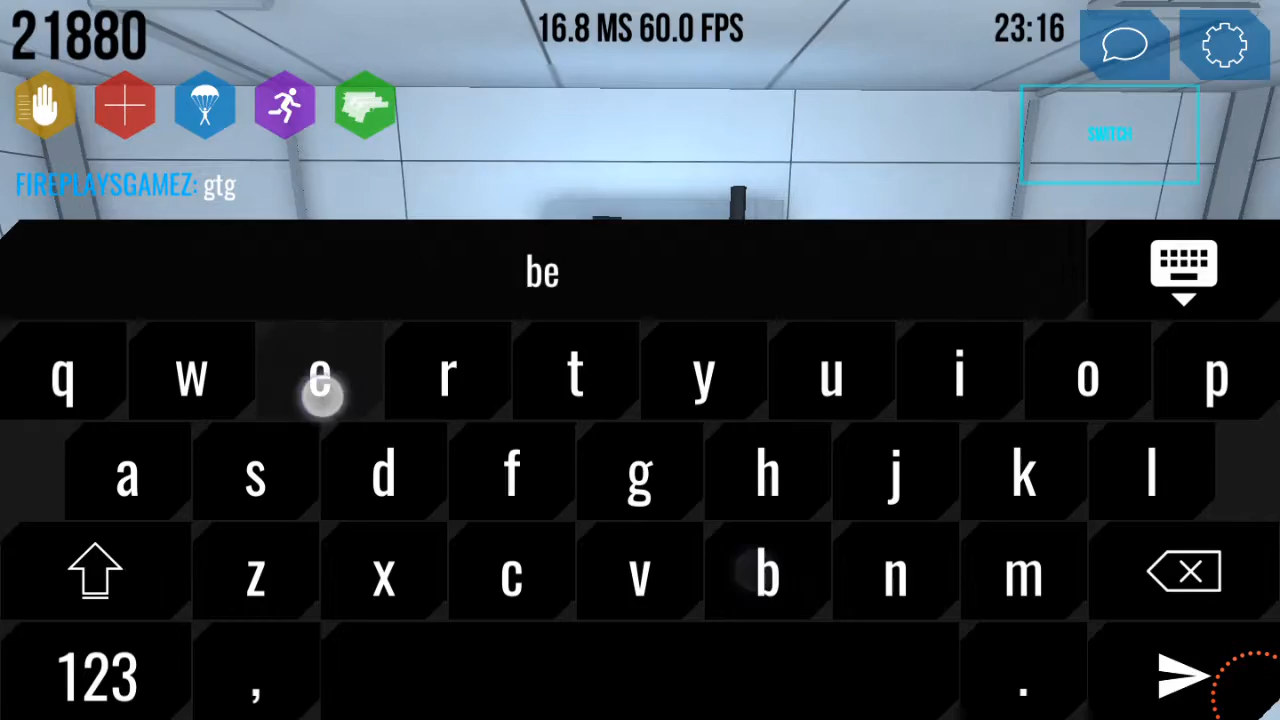 21880
16.8 MS 60.0 FPS
23:16
SWITCH
FIREPLAYSGAMEZ: gtg
be
q w e r t y u i o p
a s d f g h j k l
z x c v b n m
123 , .